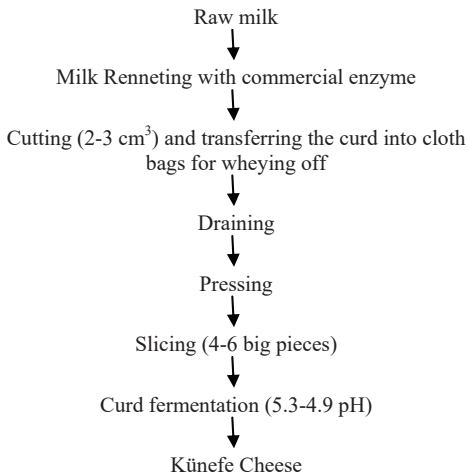 Raw milk
Milk Renneting with commercial enzyme
Cutting (2-3 cm³) and transferring the curd into cloth
bags for wheying off
Draining
Pressing
Slicing (4-6 big pieces)
Curd fermentation (5.3-4.9 pH)
Künefe Cheese